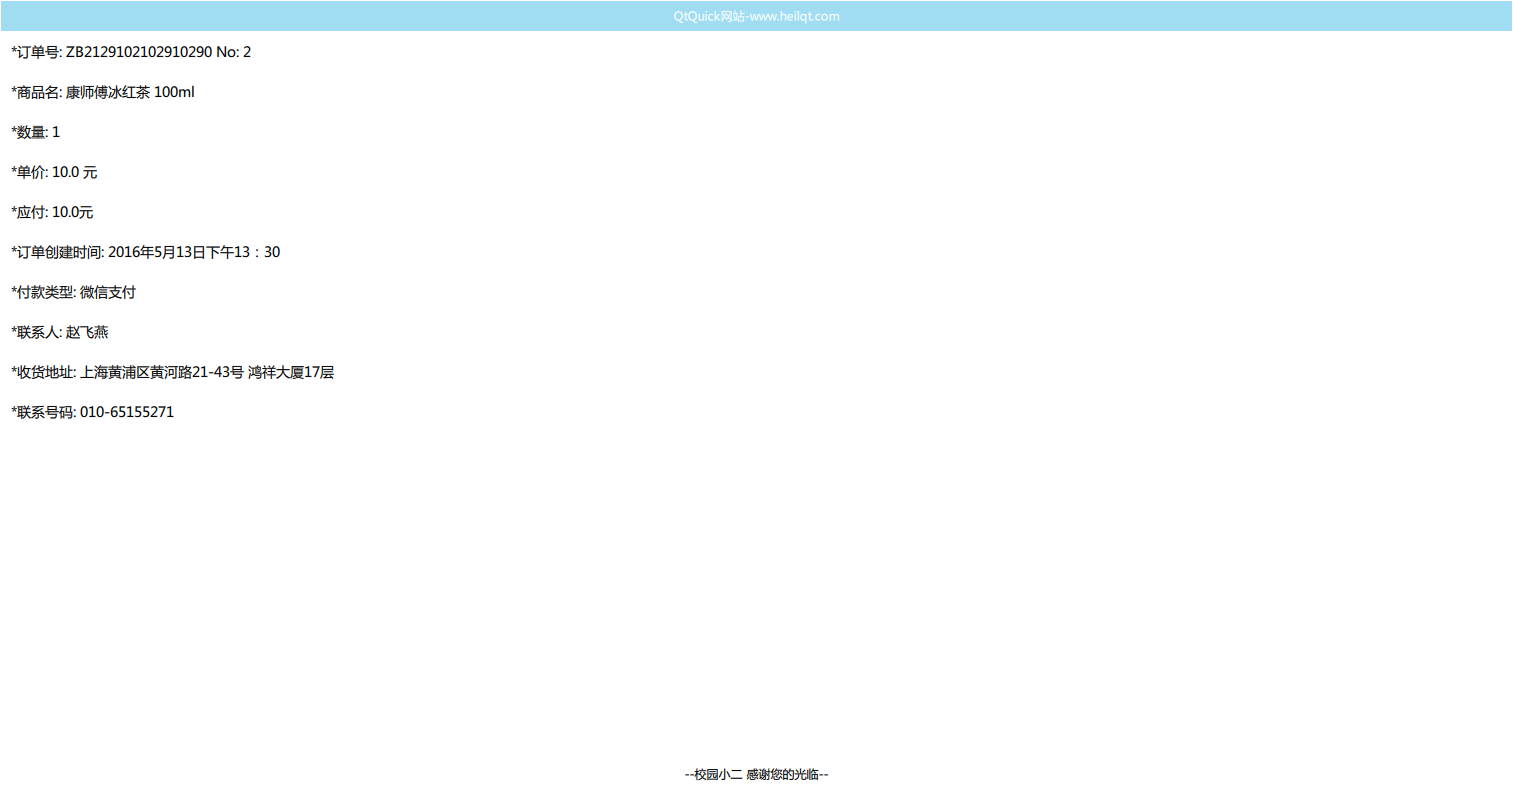 QtQuick网站-www.heilqt.com
*订单号: ZB2129102102910290 No: 2
*商品名: 康师傅冰红茶 100ml
*数量: 1
*单价: 10.0 元
*应付: 10.0元
*订单创建时间: 2016年5月13日下午13：30
*付款类型: 微信支付
*联系人: 赵飞燕
*收货地址: 上海黄浦区黄河路21-43号 鸿祥大厦17层
*联系号码: 010-65155271
--校园小二 感谢您的光临--